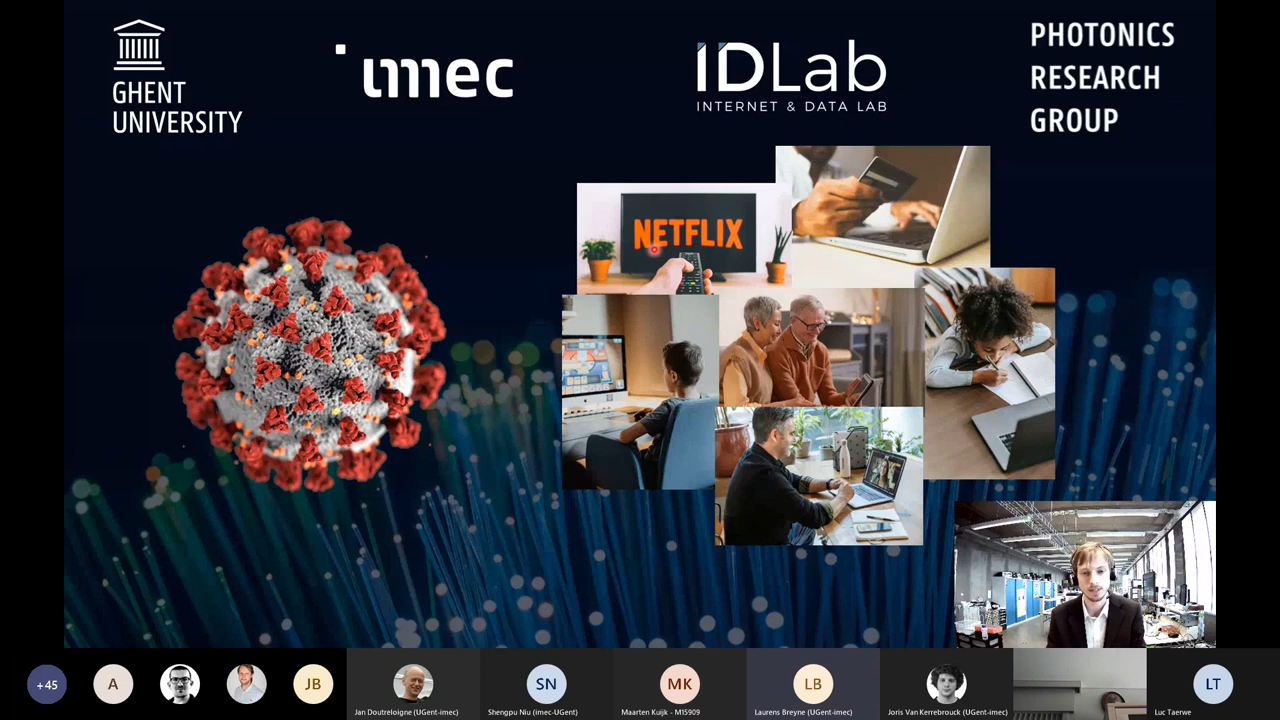 GHENT
UNIVERSITY
imec
IDLab
INTERNET & DATA LAB
PHOTONICS
RESEARCH
GROUP
NETFLIX
+45
A
JB
SN
MK
LB
LT
Jan Doutreloigne (UGent-imec)
Shengpu Niu (imec-UGent)
Maarten Kuijk - M1S909
Laurens Breyne (UGent-imec)
Joris Van Kerrebrouck (UGent-imec)
Luc Taerwe